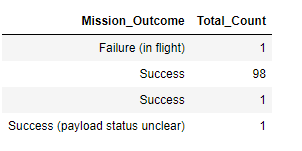 Mission_Outcome Total_Count
Failure (in flight) 1
Success 98
Success 1
Success (payload status unclear) 1